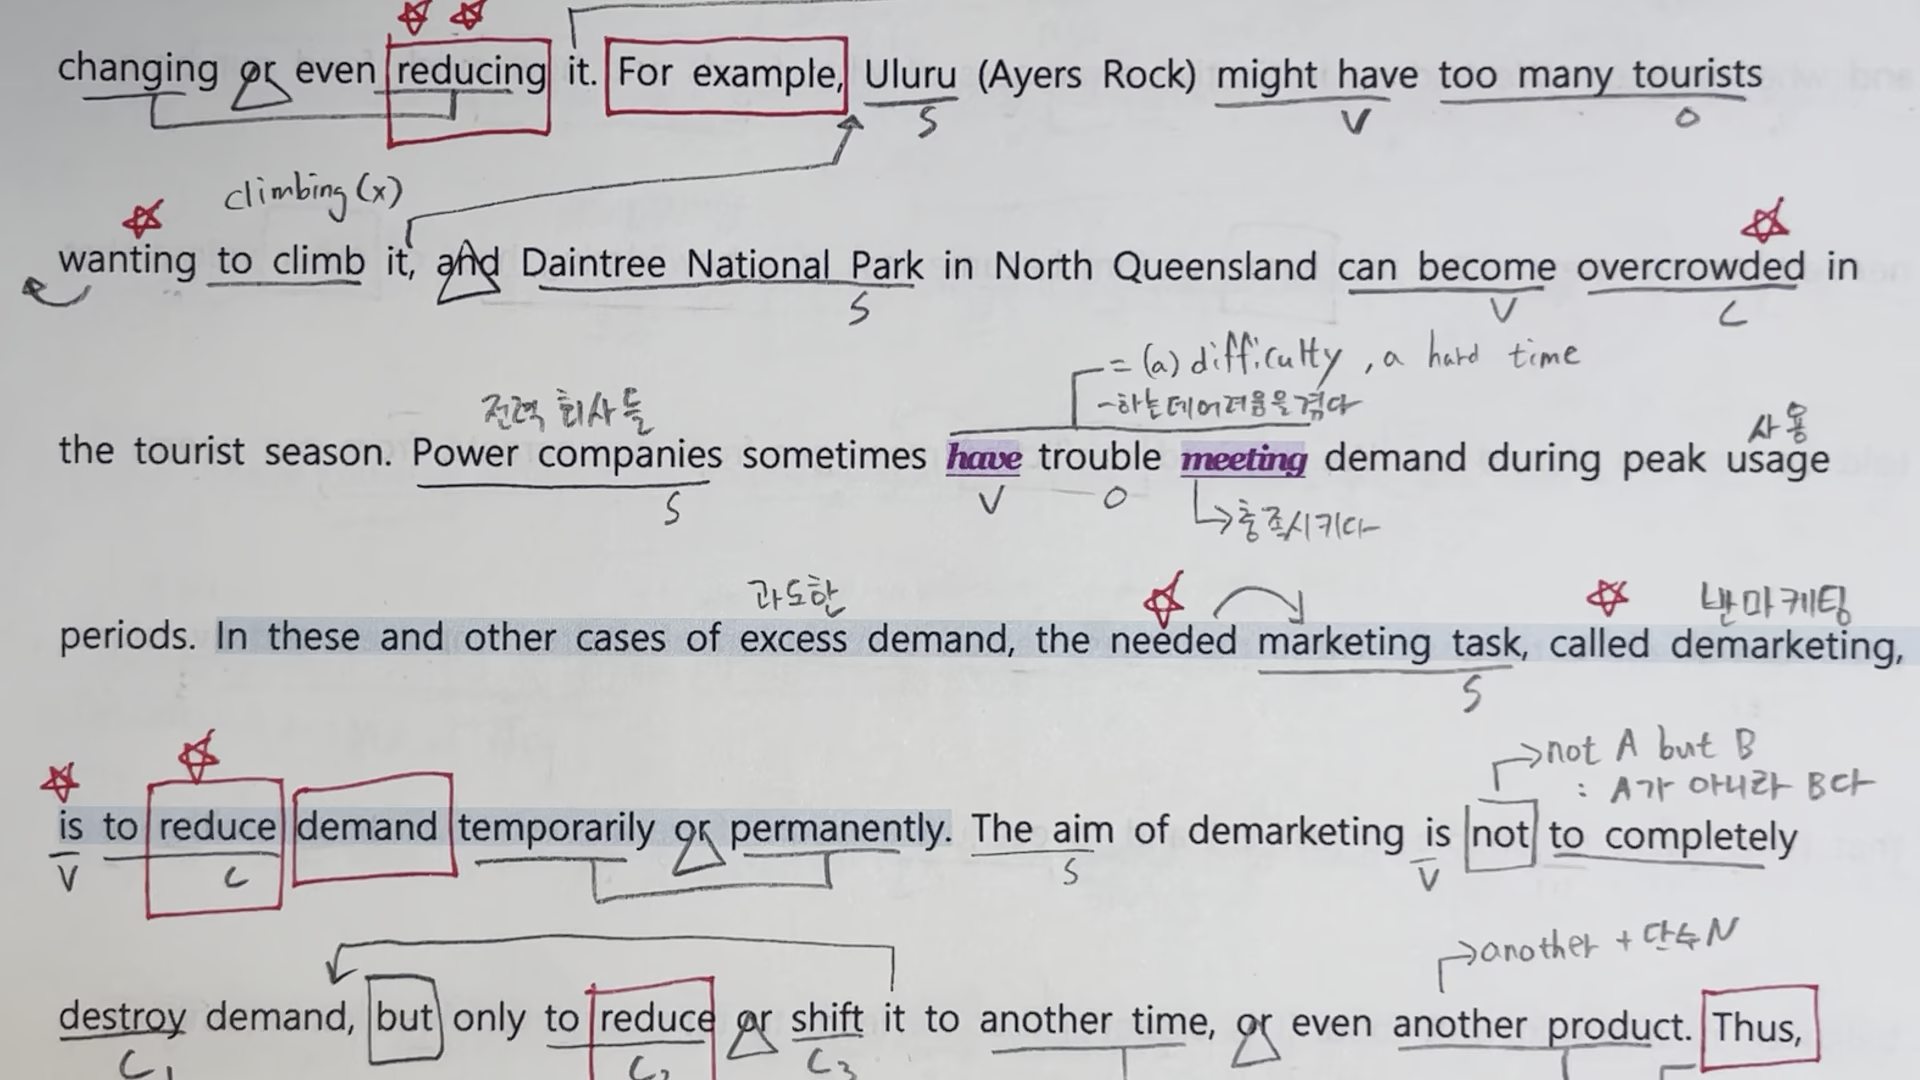 changing or even reducing it. For example, Uluru (Ayers Rock) might have too many tourists
S V O
climbing (x)
wanting to climb it, and Daintree National Park in North Queensland can become overcrowded in
S V C
= (a) difficulty, a hard time
전력 회사들 -하는데 어려움을 겪다 사용
the tourist season. Power companies sometimes have trouble meeting demand during peak usage
S V O 충족시키다
과도한 반마케팅
periods. In these and other cases of excess demand, the needed marketing task, called demarketing,
S
not A but B
: A가 아니라 B다
is to reduce demand temporarily or permanently. The aim of demarketing is not to completely
V C S V
another + 단수 N
destroy demand, but only to reduce or shift it to another time, or even another product. Thus,
C1 C2 C3